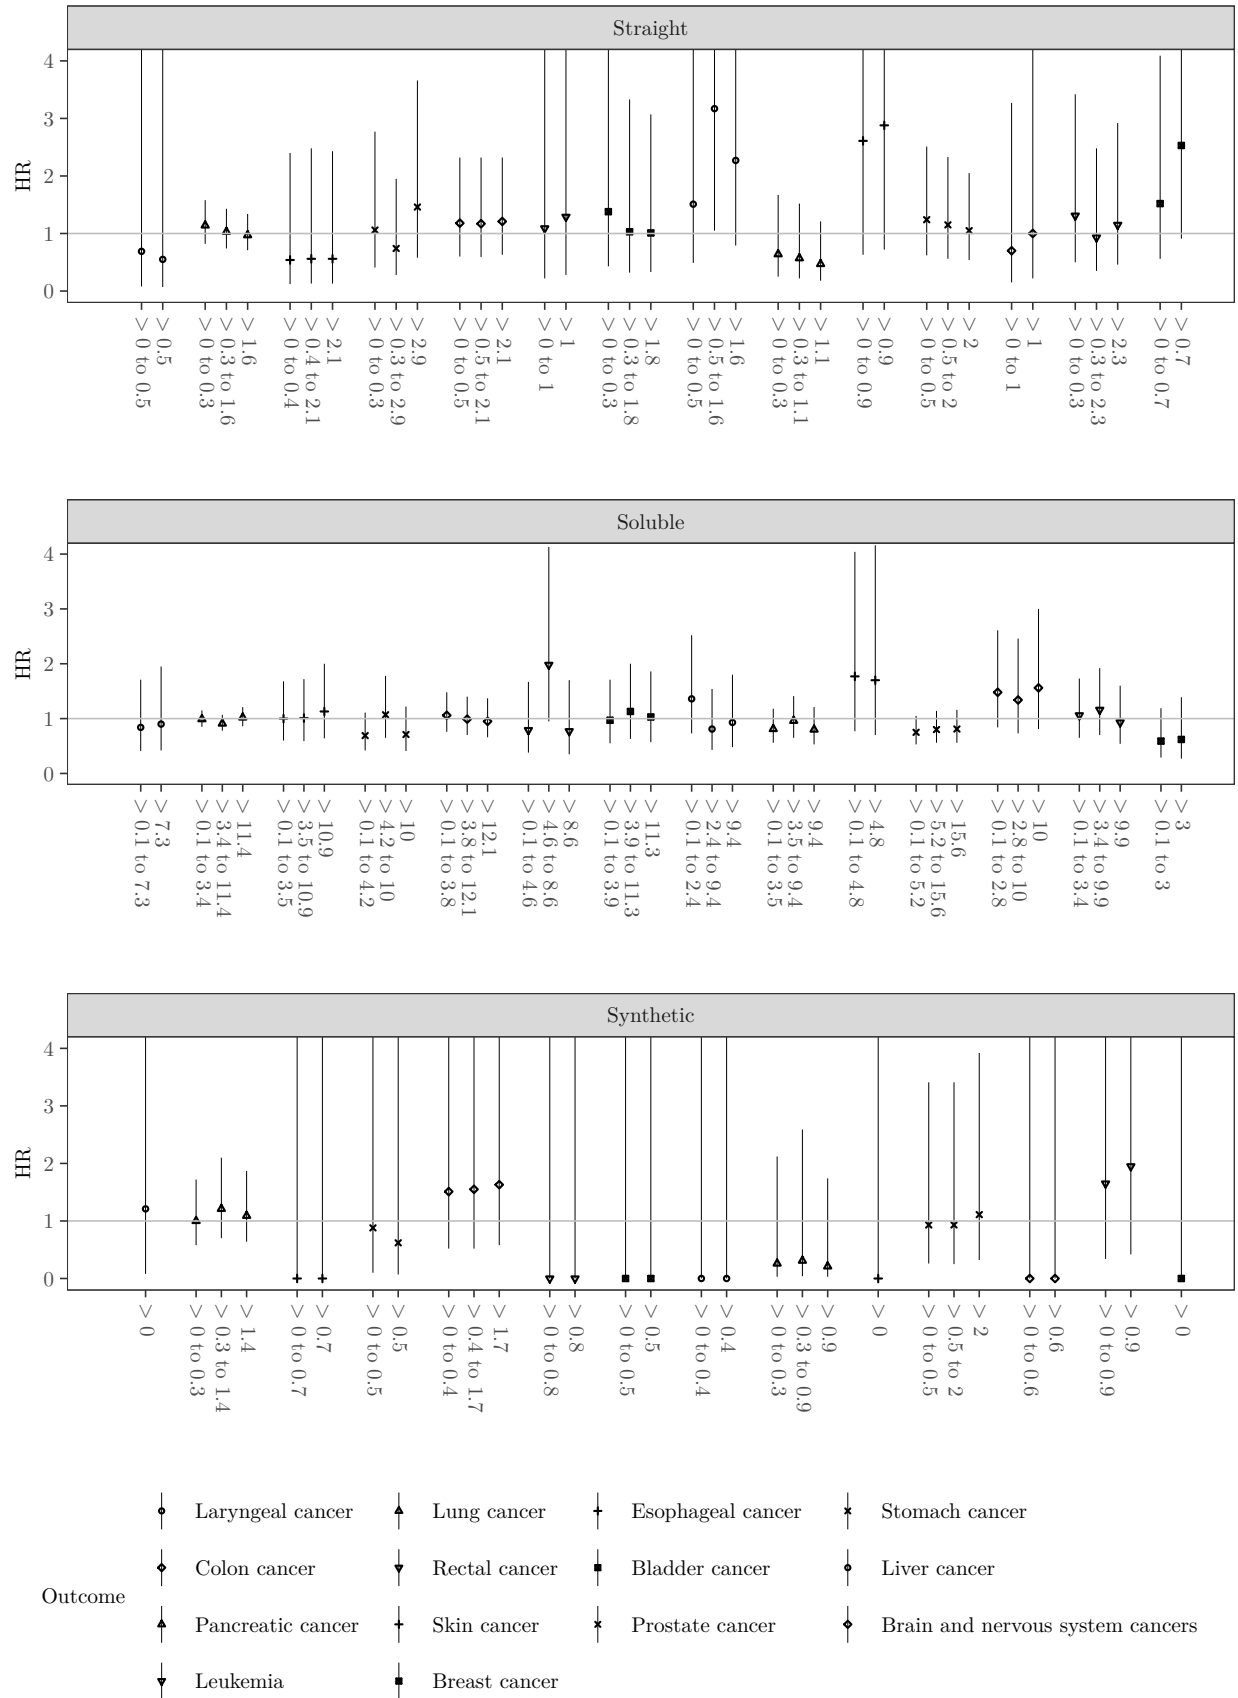 Straight
4
3
2
1
0
HR
> 0 to 0.5
> 0.5
> 0 to 0.3
> 0.3 to 1.6
> 1.6
> 0 to 0.4
> 0.4 to 2.1
> 2.1
> 0 to 0.3
> 0.3 to 2.9
> 2.9
> 0 to 0.5
> 0.5 to 2.1
> 2.1
> 0 to 1
> 1
> 0 to 0.3
> 0.3 to 1.8
> 1.8
> 0 to 0.5
> 0.5 to 1.6
> 1.6
> 0 to 0.3
> 0.3 to 1.1
> 1.1
> 0 to 0.9
> 0.9
> 0 to 0.5
> 0.5 to 2
> 2
> 0 to 1
> 1
> 0 to 0.3
> 0.3 to 2.3
> 2.3
> 0 to 0.7
> 0.7
Soluble
4
3
2
1
0
HR
> 0.1 to 7.3
> 7.3
> 0.1 to 3.4
> 3.4 to 11.4
> 11.4
> 0.1 to 3.5
> 3.5 to 10.9
> 10.9
> 0.1 to 4.2
> 4.2 to 10
> 10
> 0.1 to 3.8
> 3.8 to 12.1
> 12.1
> 0.1 to 4.6
> 4.6 to 8.6
> 8.6
> 0.1 to 3.9
> 3.9 to 11.3
> 11.3
> 0.1 to 2.4
> 2.4 to 9.4
> 9.4
> 0.1 to 3.5
> 3.5 to 9.4
> 9.4
> 0.1 to 4.8
> 4.8
> 0.1 to 5.2
> 5.2 to 15.6
> 15.6
> 0.1 to 2.8
> 2.8 to 10
> 10
> 0.1 to 3.4
> 3.4 to 9.9
> 9.9
> 0.1 to 3
> 3
Synthetic
4
3
2
1
0
HR
> 0
> 0 to 0.3
> 0.3 to 1.4
> 1.4
> 0 to 0.7
> 0.7
> 0 to 0.5
> 0.5
> 0 to 0.4
> 0.4 to 1.7
> 1.7
> 0 to 0.8
> 0.8
> 0 to 0.5
> 0.5
> 0 to 0.4
> 0.4
> 0 to 0.3
> 0.3 to 0.9
> 0.9
> 0
> 0 to 0.5
> 0.5 to 2
> 2
> 0 to 0.6
> 0.6
> 0 to 0.9
> 0.9
> 0
Outcome
Laryngeal cancer
Lung cancer
Esophageal cancer
Stomach cancer
Colon cancer
Rectal cancer
Bladder cancer
Liver cancer
Pancreatic cancer
Skin cancer
Prostate cancer
Brain and nervous system cancers
Leukemia
Breast cancer